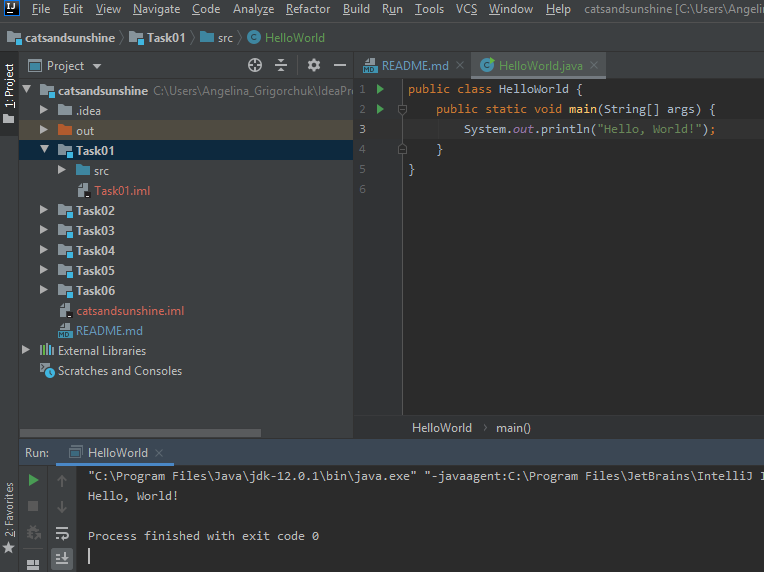 IJ File Edit View Navigate Code Analyze Refactor Build Run Tools VCS Window Help catsandsunshine [C:\Users\Angelina
catsandsunshine Task01 src HelloWorld
1: Project
Project
README.md HelloWorld.java
catsandsunshine C:\Users\Angelina_Grigorchuk\IdeaPro
.idea
out
Task01
src
Task01.iml
Task02
Task03
Task04
Task05
Task06
catsandsunshine.iml
README.md
External Libraries
Scratches and Consoles
1 public class HelloWorld {
2 public static void main(String[] args) {
3 System.out.println("Hello, World!");
4 }
5 }
6
HelloWorld main()
2: Favorites
Run: HelloWorld
"C:\Program Files\Java\jdk-12.0.1\bin\java.exe" "-javaagent:C:\Program Files\JetBrains\IntelliJ I
Hello, World!
Process finished with exit code 0